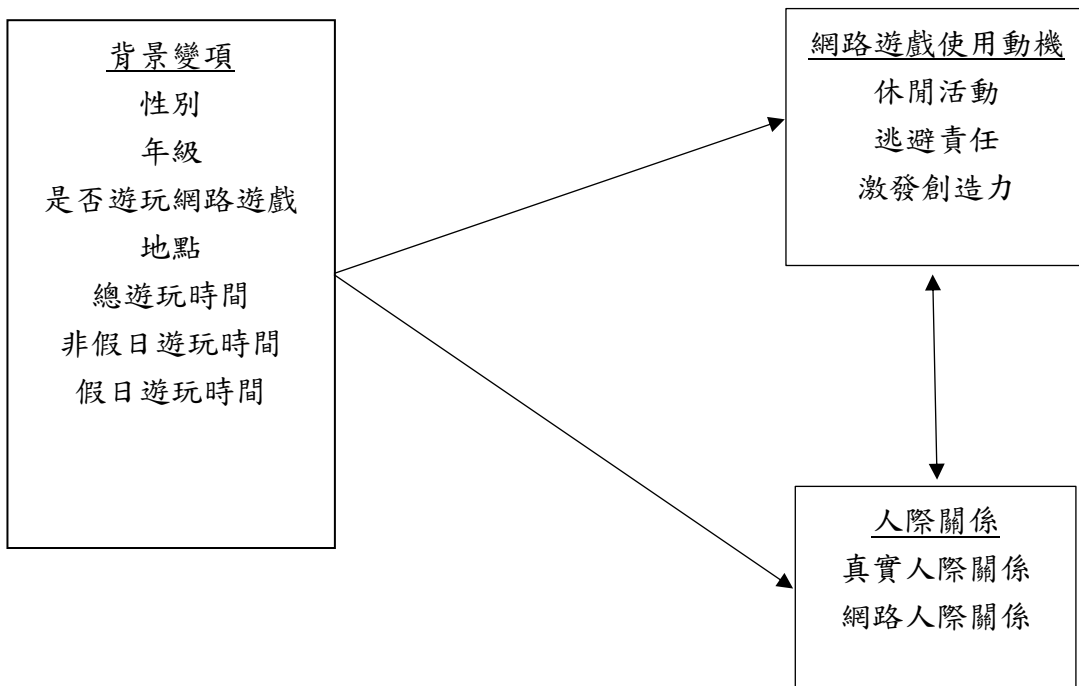 背景變項
性別
年級
是否遊玩網路遊戲
地點
總遊玩時間
非假日遊玩時間
假日遊玩時間
網路遊戲使用動機
休閒活動
逃避責任
激發創造力
人際關係
真實人際關係
網路人際關係